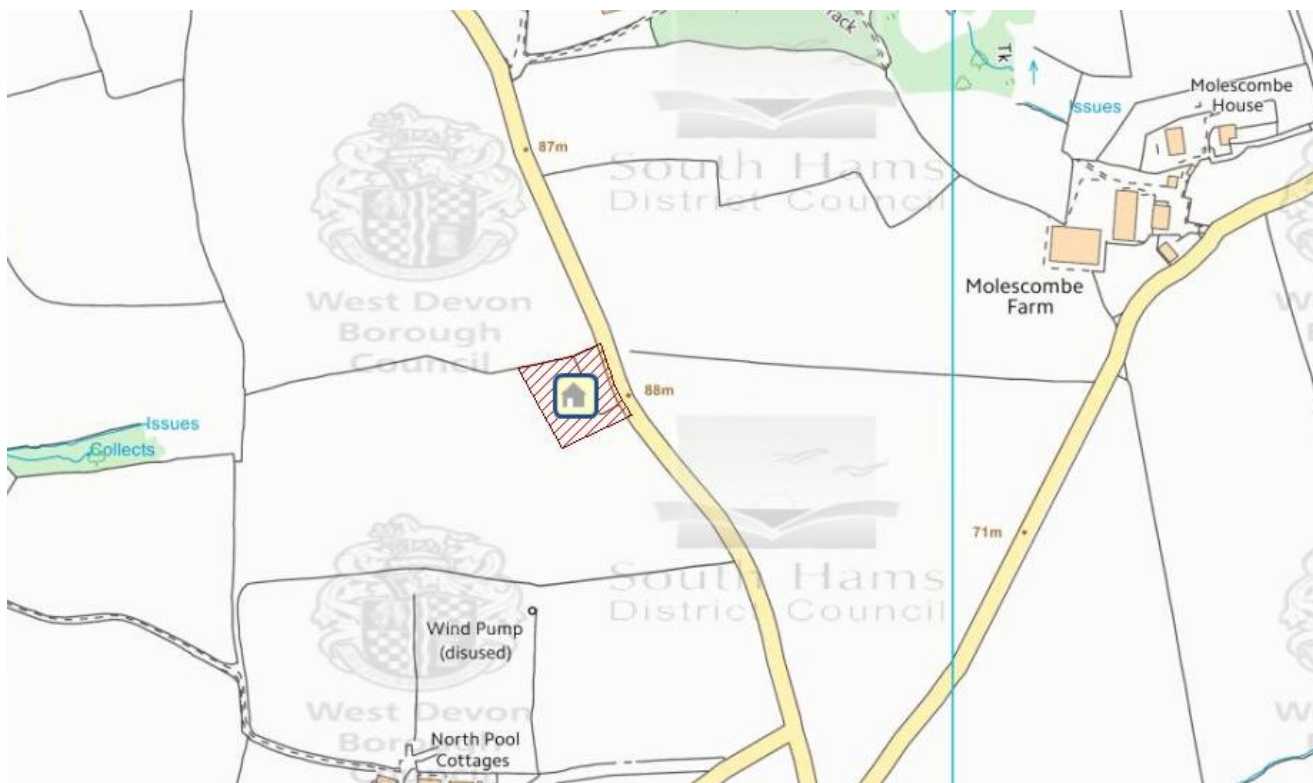 Track
Tk
Molescombe
House
Issues
87m
South Hams
District Council
West Devon
Borough
Council
Molescombe
Farm
88m
Issues
Collects
71m
South Hams
District Council
Wind Pump
(disused)
West Devon
North Pool
Cottages